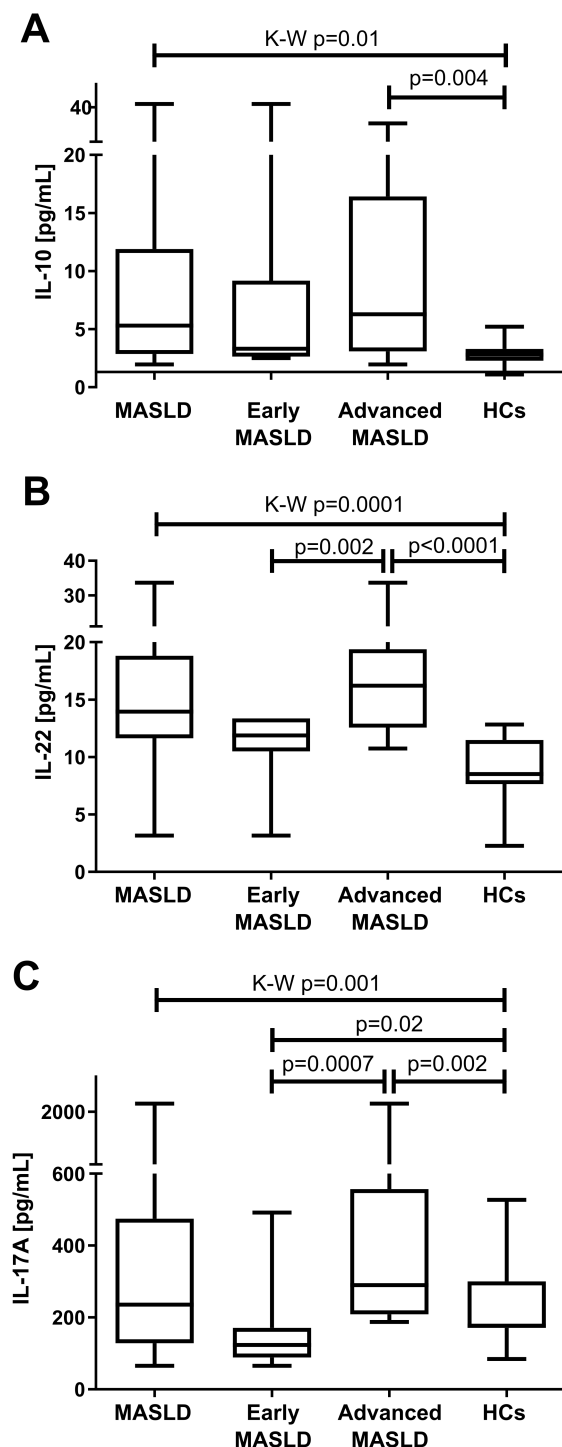 A
K-W p=0.01
p=0.004
40
20
15
10
5
0
IL-10 [pg/mL]
MASLD
Early
MASLD
Advanced
MASLD
HCs
B
K-W p=0.0001
p=0.002
p<0.0001
40
30
20
15
10
5
0
IL-22 [pg/mL]
MASLD
Early
MASLD
Advanced
MASLD
HCs
C
K-W p=0.001
p=0.02
p=0.0007
p=0.002
2000
600
400
200
0
IL-17A [pg/mL]
MASLD
Early
MASLD
Advanced
MASLD
HCs